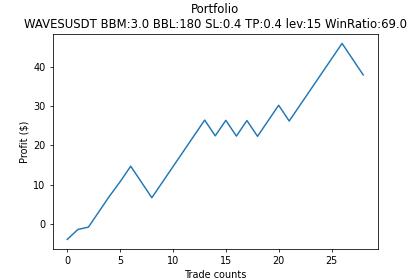 Portfolio
WAVESUSDT BBM:3.0 BBL:180 SL:0.4 TP:0.4 lev:15 WinRatio:69.0
40
30
20
10
0
Profit ($)
0 5 10 15 20 25
Trade counts